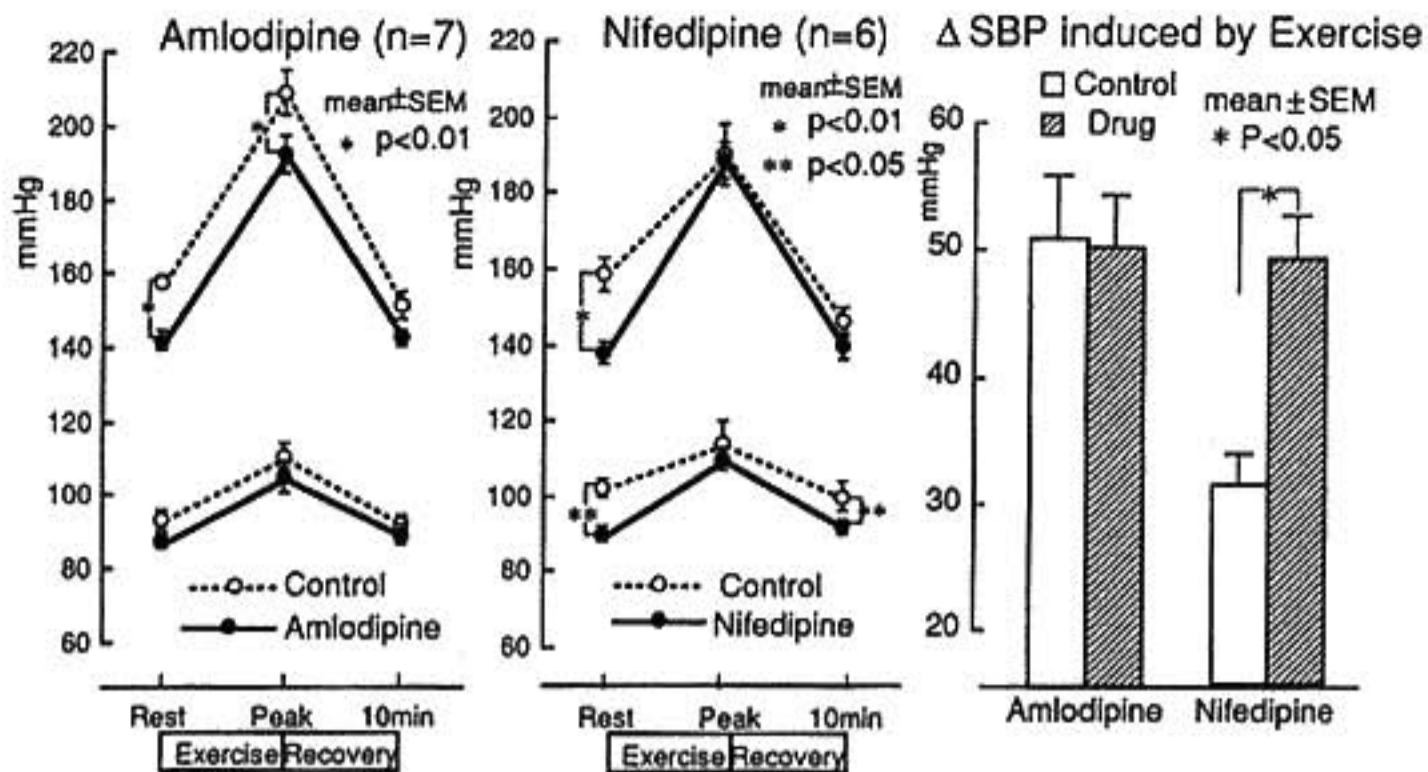 Amlodipine (n=7)
mean±SEM
* p<0.01
220
200
180
160
140
120
100
80
60
mmHg
*
*
Control
Amlodipine
Rest Peak 10min
Exercise Recovery
Nifedipine (n=6)
mean±SEM
* p<0.01
** p<0.05
220
200
180
160
140
120
100
80
60
mmHg
*
**
**
Control
Nifedipine
Rest Peak 10min
Exercise Recovery
Δ SBP induced by Exercise
Control
Drug
mean±SEM
* P<0.05
60
50
40
30
20
mmHg
*
Amlodipine Nifedipine